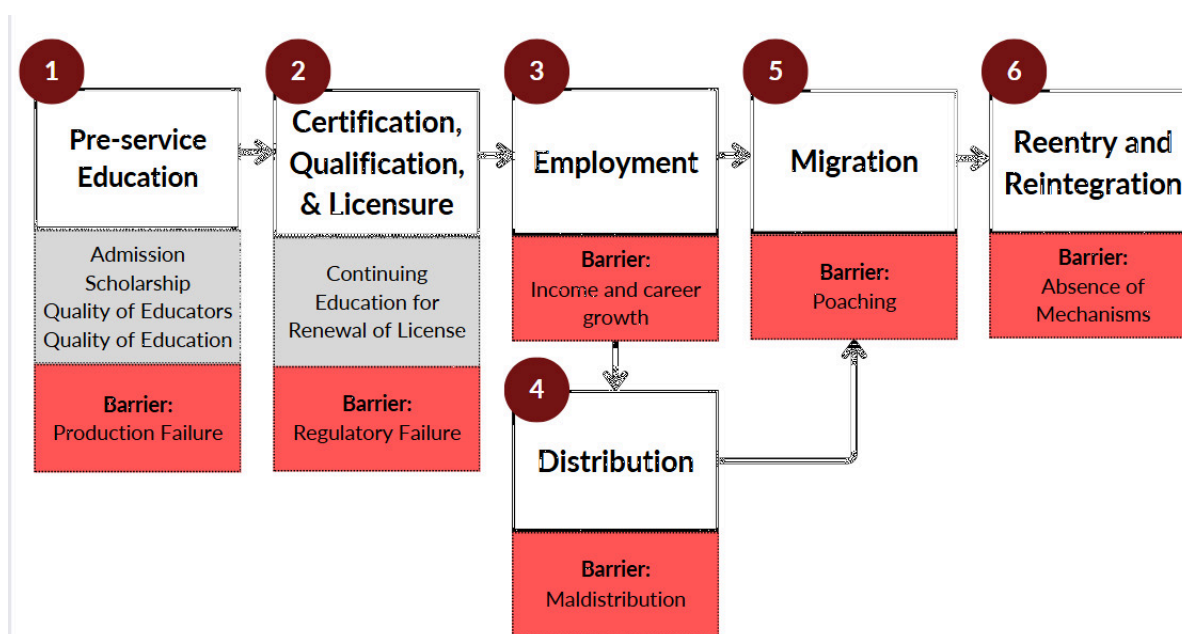 1
Pre-service
Education
Admission
Scholarship
Quality of Educators
Quality of Education
Barrier:
Production Failure
2
Certification,
Qualification,
& Licensure
Continuing
Education for
Renewal of License
Barrier:
Regulatory Failure
3
Employment
Barrier:
Income and career
growth
4
Distribution
Barrier:
Maldistribution
5
Migration
Barrier:
Poaching
6
Reentry and
Reintegration
Barrier:
Absence of
Mechanisms